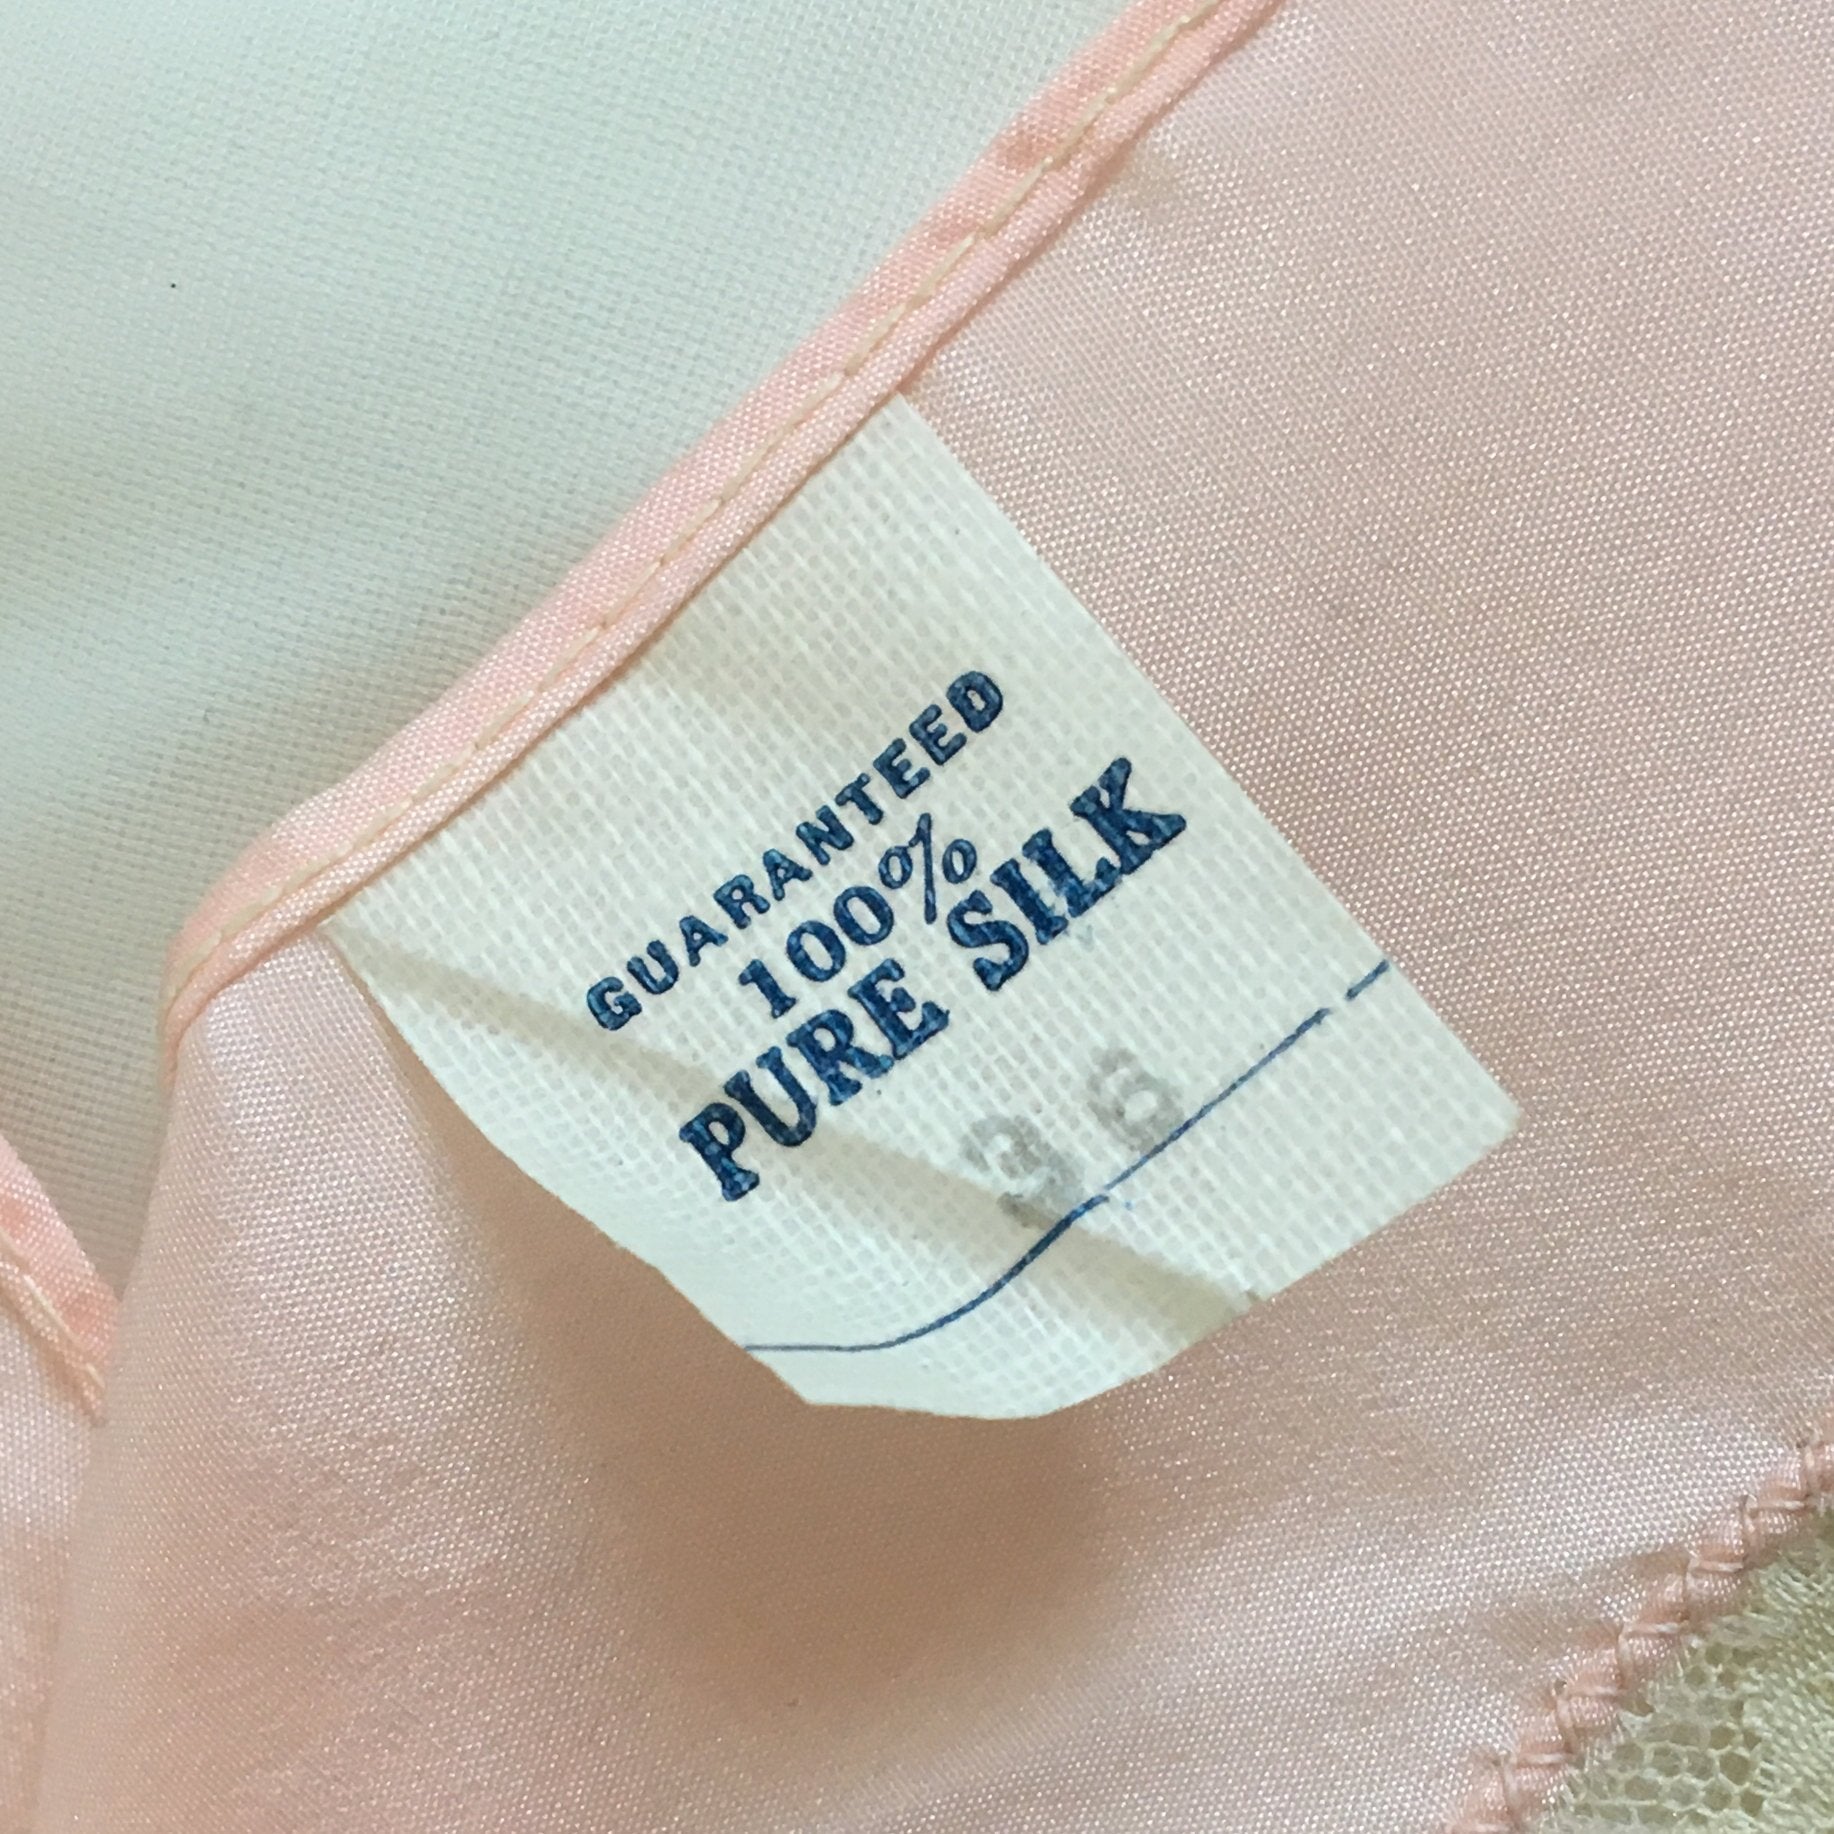 GUARANTEED
100%
PURE SILK
36